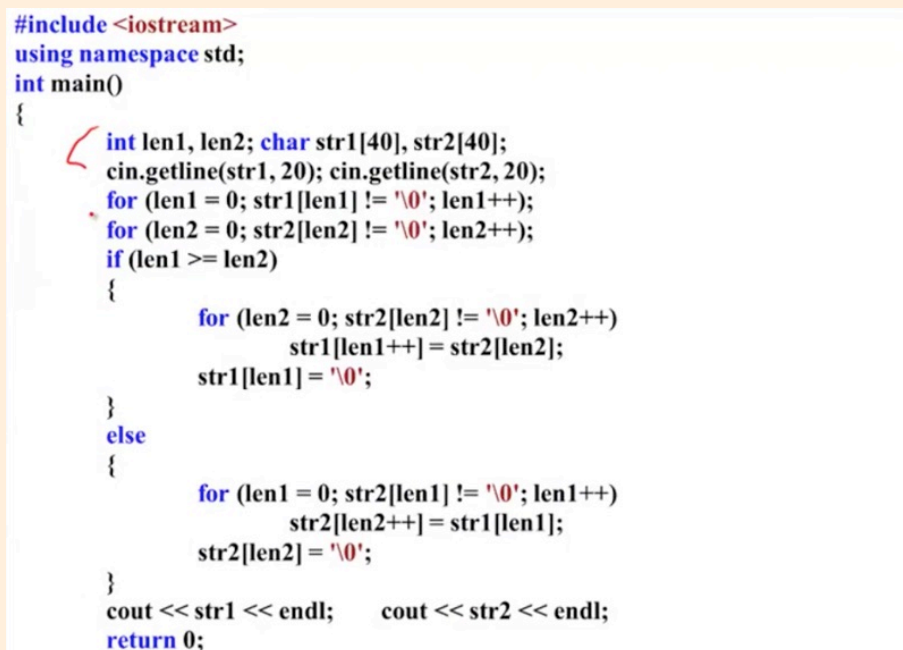 #include <iostream>
using namespace std;
int main()
{
int len1, len2; char str1[40], str2[40];
cin.getline(str1, 20); cin.getline(str2, 20);
for (len1 = 0; str1[len1] != '\0'; len1++);
for (len2 = 0; str2[len2] != '\0'; len2++);
if (len1 >= len2)
{
for (len2 = 0; str2[len2] != '\0'; len2++)
str1[len1++] = str2[len2];
str1[len1] = '\0';
}
else
{
for (len1 = 0; str2[len1] != '\0'; len1++)
str2[len2++] = str1[len1];
str2[len2] = '\0';
}
cout << str1 << endl; cout << str2 << endl;
return 0;